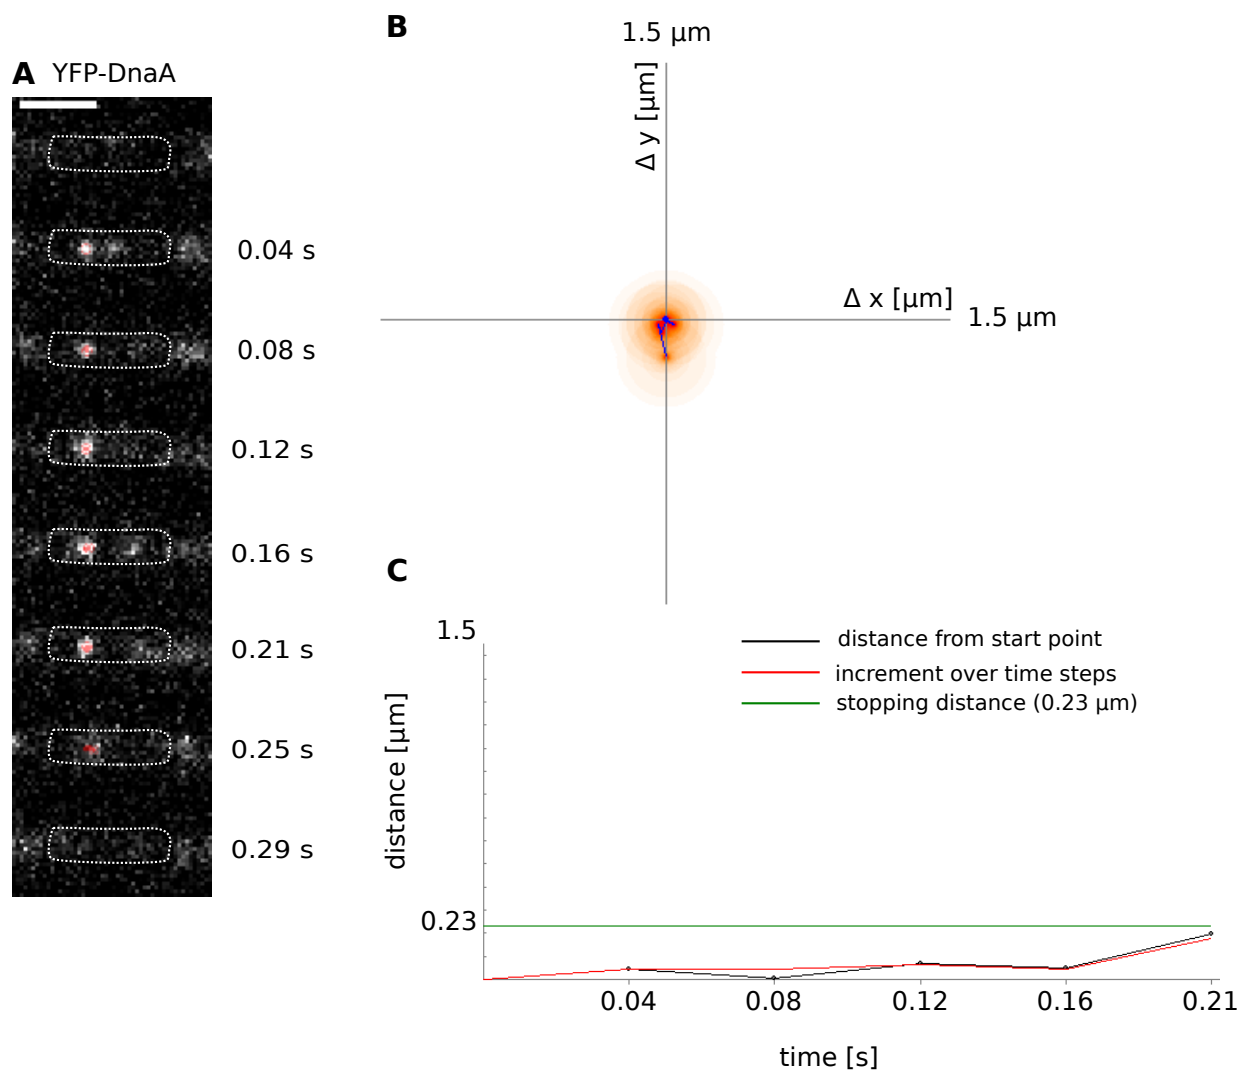 A YFP-DnaA
0.04 s
0.08 s
0.12 s
0.16 s
0.21 s
0.25 s
0.29 s
B
1.5 µm
Δ y [µm]
Δ x [µm]
1.5 µm
C
1.5
distance from start point
increment over time steps
stopping distance (0.23 µm)
distance [µm]
0.23
0.04 0.08 0.12 0.16 0.21
time [s]